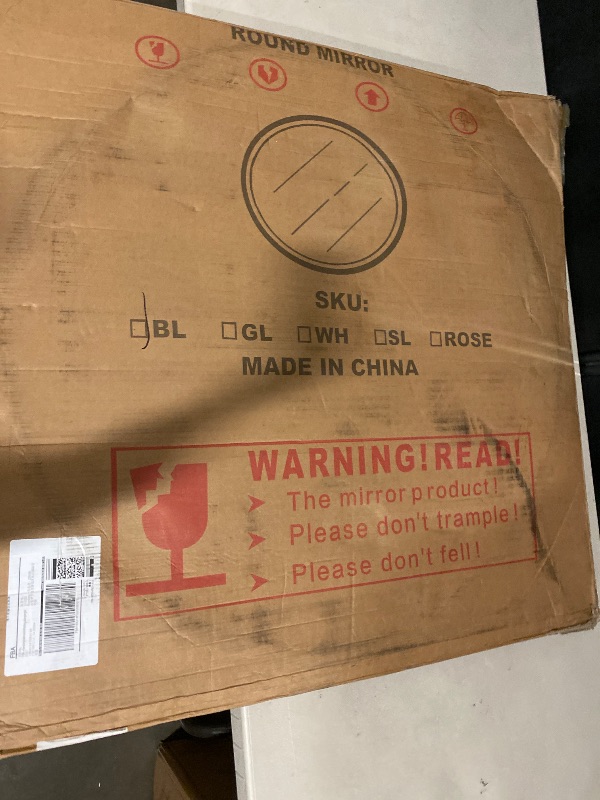 ROUND MIRROR
SKU:
BL GL WH SL ROSE
MADE IN CHINA
WARNING!READ!
The mirror product!
Please don't trample!
Please don't fell!
FBA